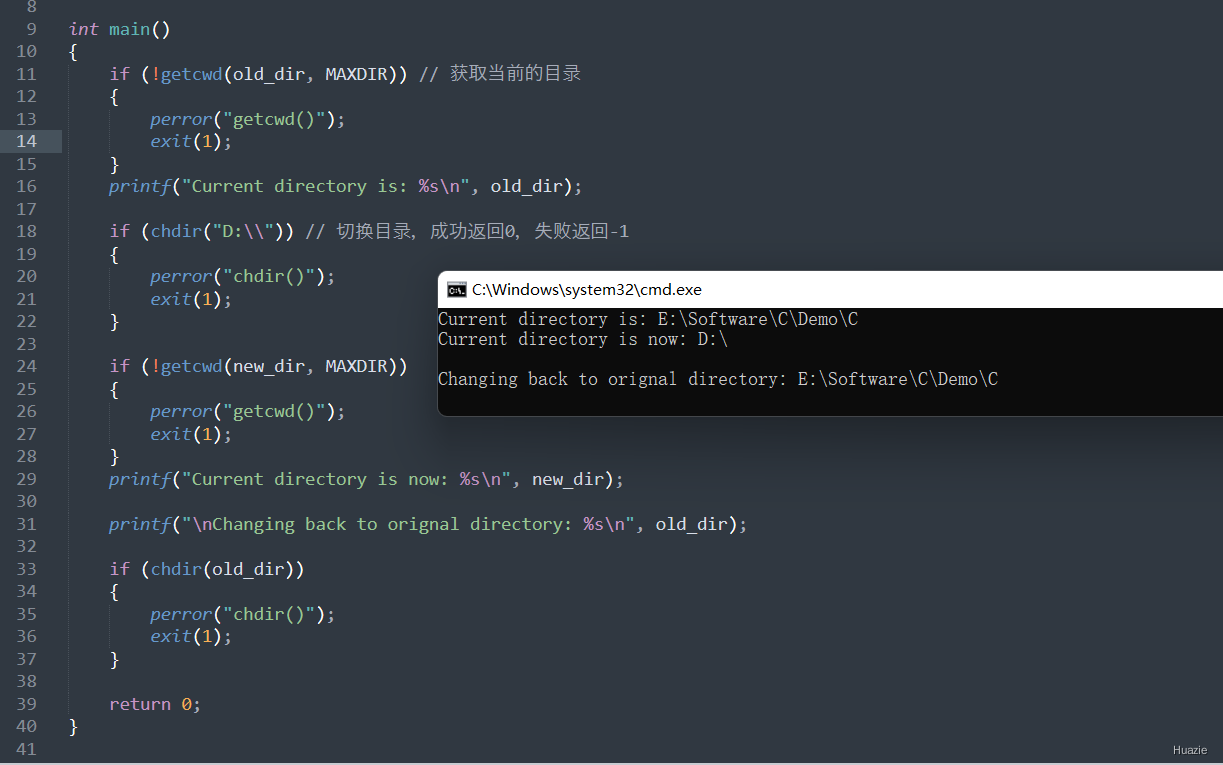 8
9 int main()
10 {
11 if (!getcwd(old_dir, MAXDIR)) // 获取当前的目录
12 {
13 perror("getcwd()");
14 exit(1);
15 }
16 printf("Current directory is: %s\n", old_dir);
17
18 if (chdir("D:\\")) // 切换目录，成功返回0，失败返回-1
19 {
20 perror("chdir()");
21 exit(1);
22 }
23
24 if (!getcwd(new_dir, MAXDIR))
25 {
26 perror("getcwd()");
27 exit(1);
28 }
29 printf("Current directory is now: %s\n", new_dir);
30
31 printf("\nChanging back to orignal directory: %s\n", old_dir);
32
33 if (chdir(old_dir))
34 {
35 perror("chdir()");
36 exit(1);
37 }
38
39 return 0;
40 }
41
C:\Windows\system32\cmd.exe
Current directory is: E:\Software\C\Demo\C
Current directory is now: D:\
Changing back to orignal directory: E:\Software\C\Demo\C
Huazie